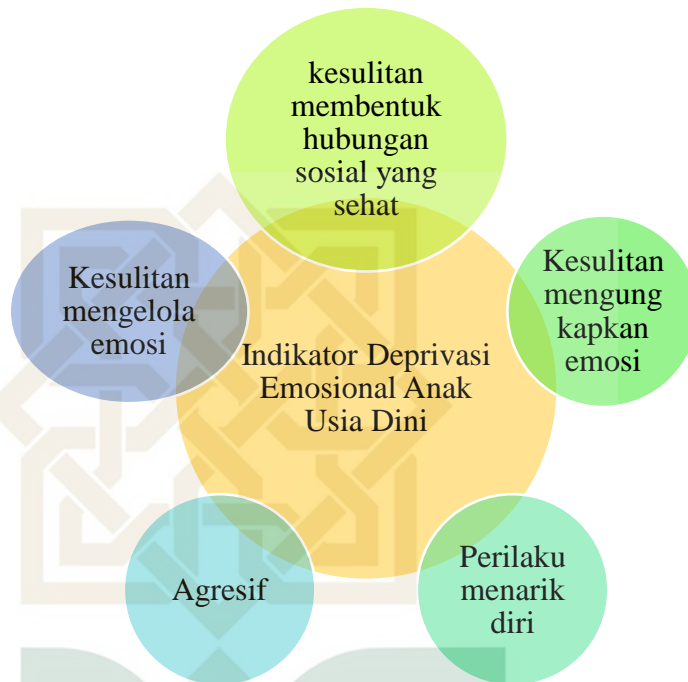 kesulitan
membentuk
hubungan
sosial yang
sehat
Kesulitan
mengelola
emosi
Kesulitan
mengung
kapkan
emosi
Indikator Deprivasi
Emosional Anak
Usia Dini
Agresif
Perilaku
menarik
diri